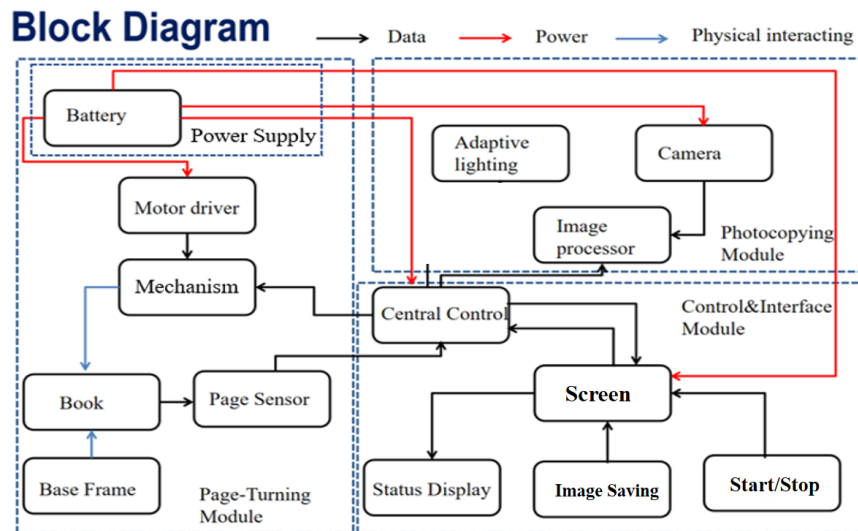 Block Diagram
Data
Power
Physical interacting
Battery
Power Supply
Adaptive
lighting
Camera
Motor driver
Image
processor
Photocopying
Module
Mechanism
Central Control
Control&Interface
Module
Book
Page Sensor
Screen
Base Frame
Page-Turning
Module
Status Display
Image Saving
Start/Stop